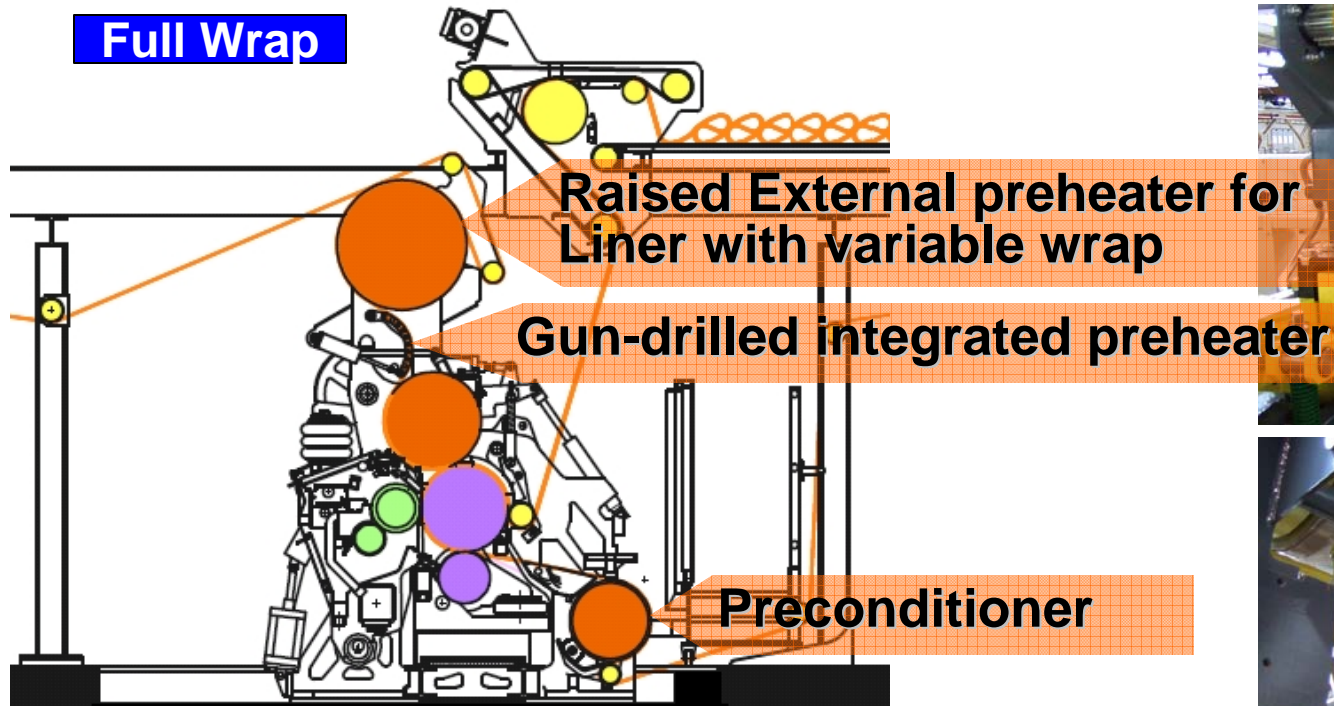 Full Wrap
Raised External preheater for
Liner with variable wrap
Gun-drilled integrated preheater
Preconditioner